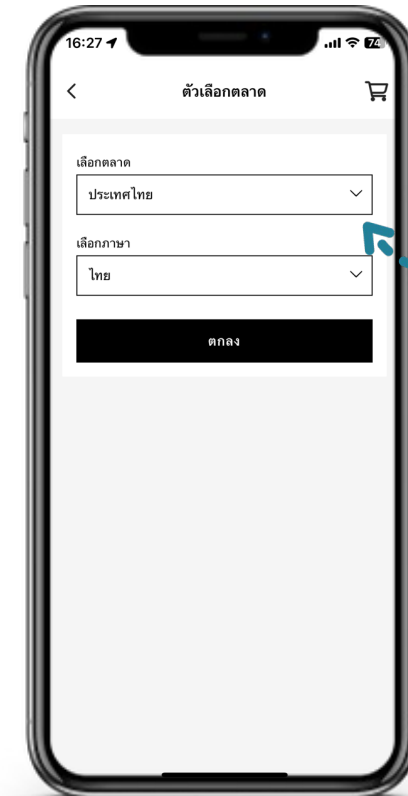 16:27
74
ตัวเลือกตลาด
เลือกตลาด
ประเทศไทย
เลือกภาษา
ไทย
ตกลง